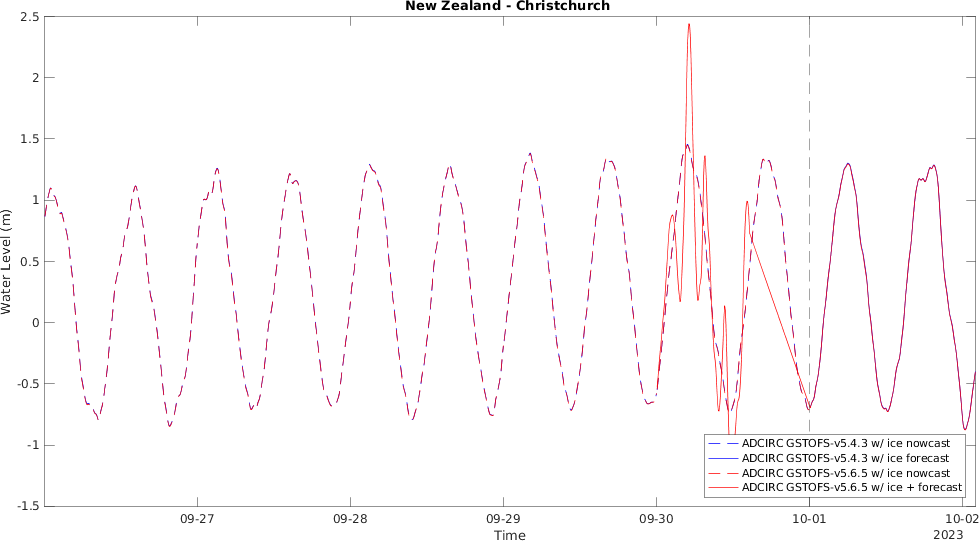 New Zealand - Christchurch
2.5
2
1.5
1
0.5
0
-0.5
-1
-1.5
Water Level (m)
09-27
09-28
09-29
09-30
10-01
10-02
Time
2023
ADCIRC GSTOFS-v5.4.3 w/ ice nowcast
ADCIRC GSTOFS-v5.4.3 w/ ice forecast
ADCIRC GSTOFS-v5.6.5 w/ ice nowcast
ADCIRC GSTOFS-v5.6.5 w/ ice + forecast